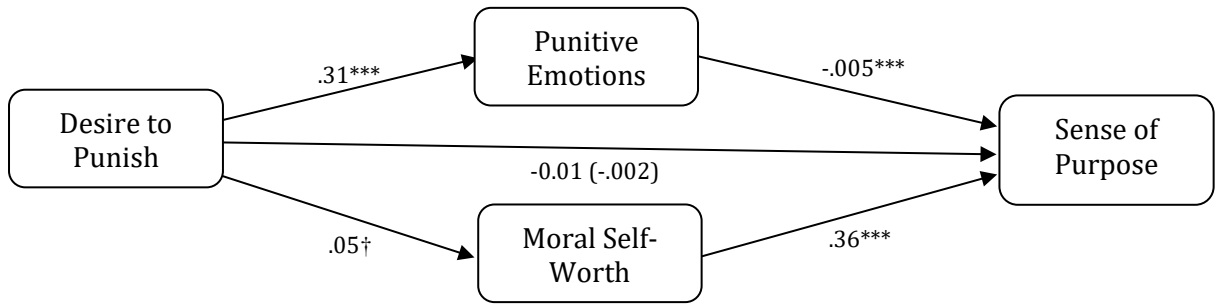 Punitive
Emotions
.31***
-.005***
Desire to
Punish
Sense of
Purpose
-0.01 (-.002)
.05†
Moral Self-
Worth
.36***